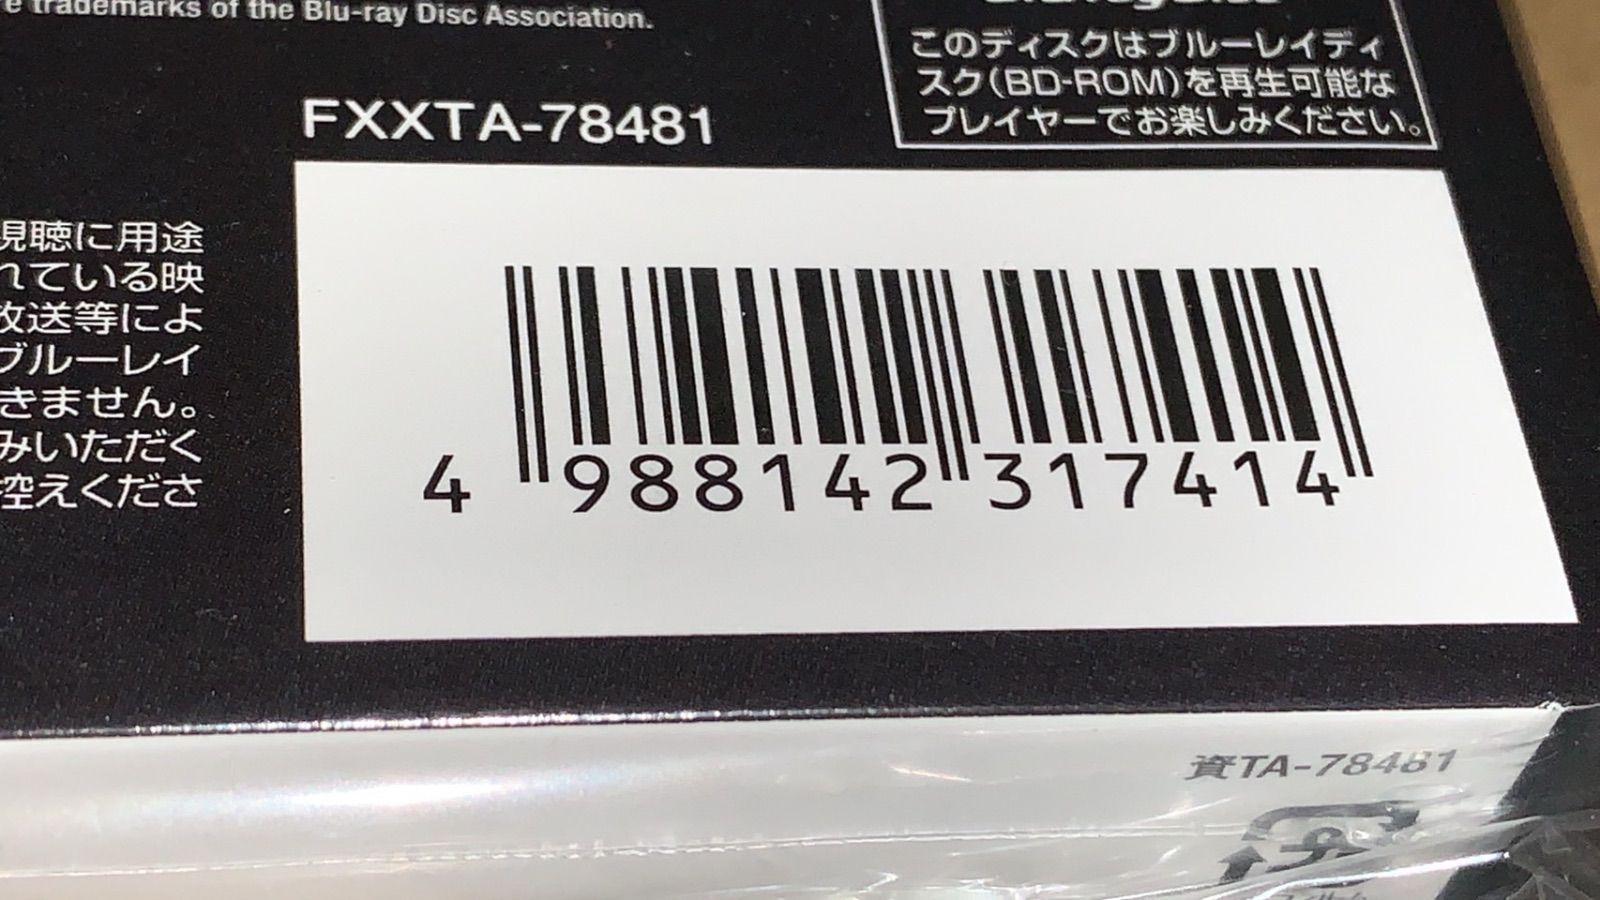 trademarks of the Blu-ray Disc Association.
このディスクはブルーレイディ
スク(BD-ROM)を再生可能な
プレイヤーでお楽しみください。
FXXTA-78481
視聴に用途
れている映
放送等によ
ブルーレイ
きません。
みいただく
控えくださ
4 988142 317414
資TA-78481